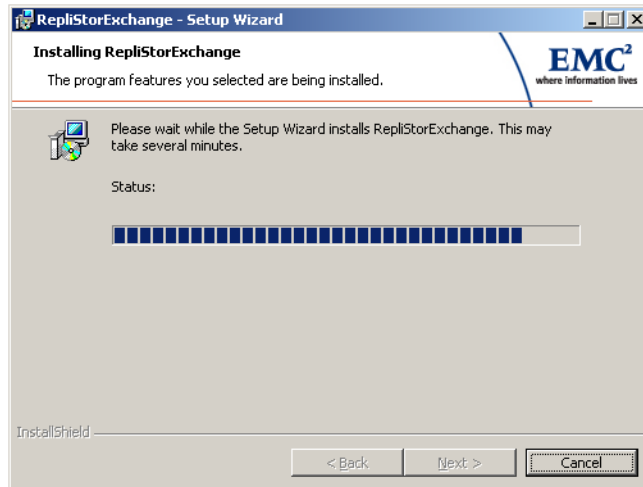 RepliStorExchange - Setup Wizard
Installing RepliStorExchange
The program features you selected are being installed.
EMC²
where information lives
Please wait while the Setup Wizard installs RepliStorExchange. This may
take several minutes.
Status:
InstallShield
< Back
Next >
Cancel